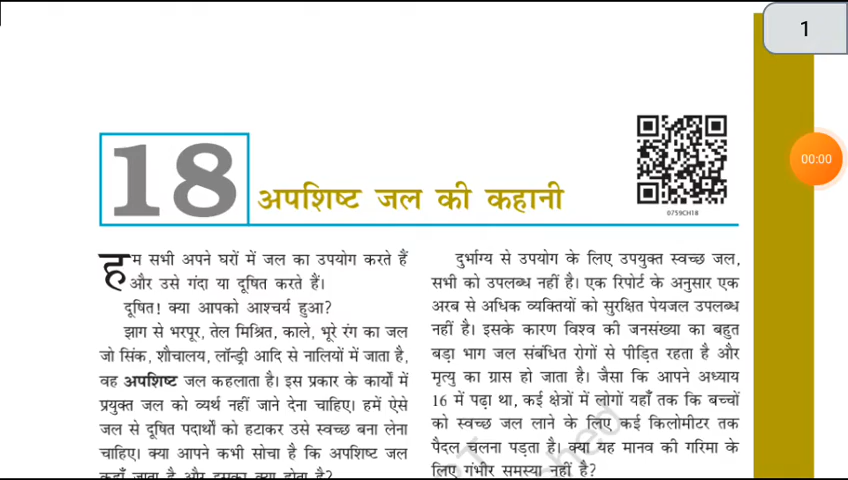 1
00:00
18
अपशिष्ट जल की कहानी
0759CH18
हम सभी अपने घरों में जल का उपयोग करते हैं
और उसे गंदा या दूषित करते हैं।
दूषित! क्या आपको आश्चर्य हुआ?
झाग से भरपूर, तेल मिश्रित, काले, भूरे रंग का जल
जो सिंक, शौचालय, लॉन्ड्री आदि से नालियों में जाता है,
वह अपशिष्ट जल कहलाता है। इस प्रकार के कार्यों में
प्रयुक्त जल को व्यर्थ नहीं जाने देना चाहिए। हमें ऐसे
जल से दूषित पदार्थों को हटाकर उसे स्वच्छ बना लेना
चाहिए। क्या आपने कभी सोचा है कि अपशिष्ट जल
कहाँ जाता है और इसका क्या होता है?
दुर्भाग्य से उपयोग के लिए उपयुक्त स्वच्छ जल,
सभी को उपलब्ध नहीं है। एक रिपोर्ट के अनुसार एक
अरब से अधिक व्यक्तियों को सुरक्षित पेयजल उपलब्ध
नहीं है। इसके कारण विश्व की जनसंख्या का बहुत
बड़ा भाग जल संबंधित रोगों से पीड़ित रहता है और
मृत्यु का ग्रास हो जाता है। जैसा कि आपने अध्याय
16 में पढ़ा था, कई क्षेत्रों में लोगों यहाँ तक कि बच्चों
को स्वच्छ जल लाने के लिए कई किलोमीटर तक
पैदल चलना पड़ता है। क्या यह मानव की गरिमा के
लिए गंभीर समस्या नहीं है?